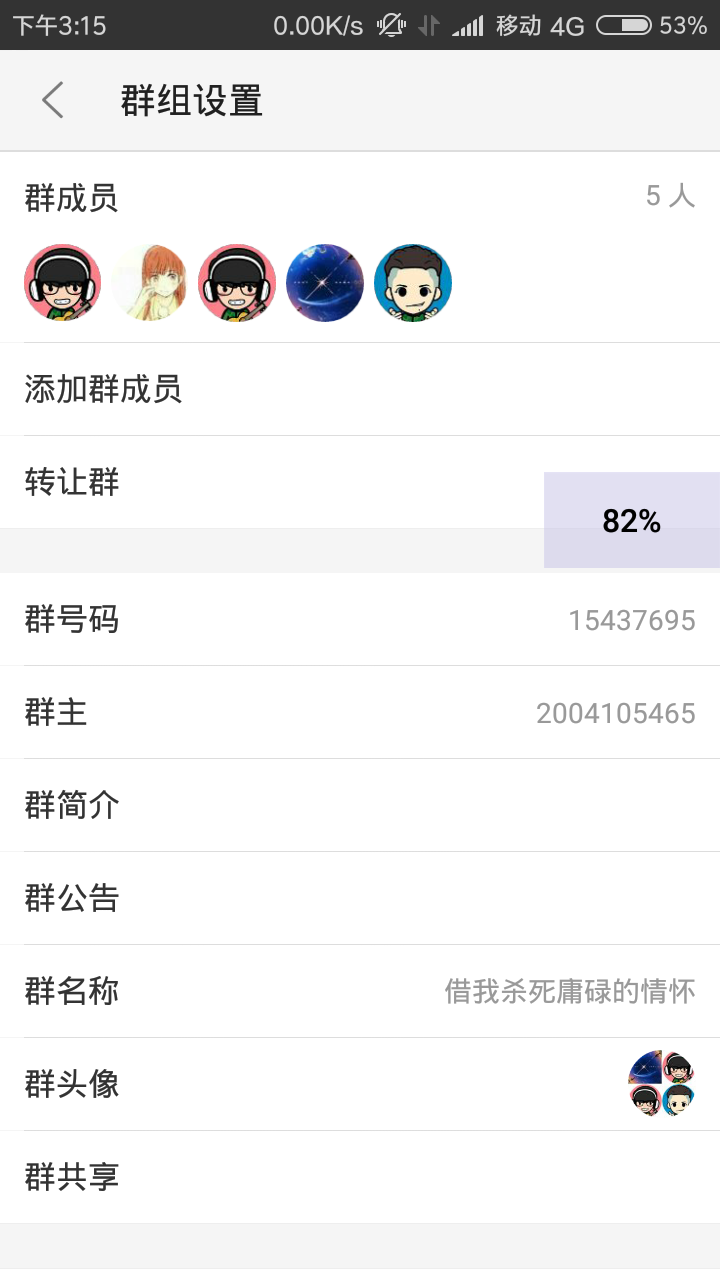 下午3:15 0.00K/s 移动 4G 53%
群组设置
群成员 5 人
添加群成员
转让群
82%
群号码 15437695
群主 2004105465
群简介
群公告
群名称 借我杀死庸碌的情怀
群头像
群共享